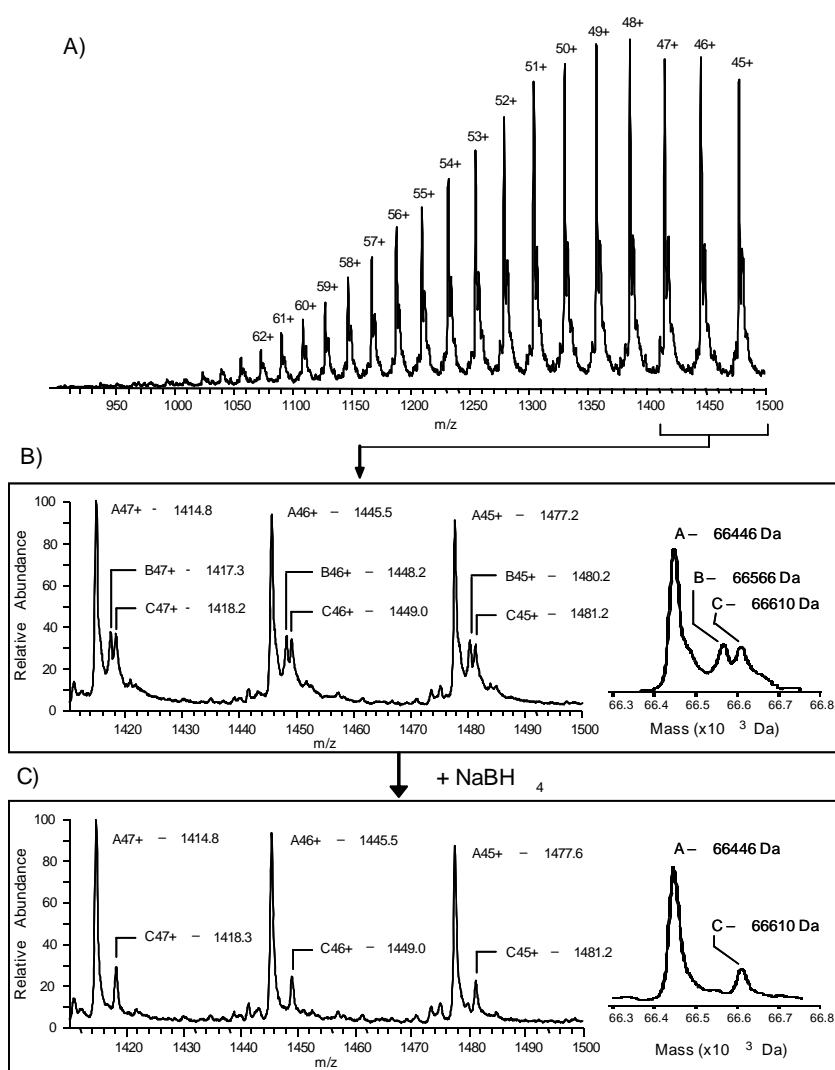 A)
62+ 61+ 60+ 59+ 58+ 57+ 56+ 55+ 54+ 53+ 52+ 51+ 50+ 49+ 48+ 47+ 46+ 45+
950 1000 1050 1100 1150 1200 1250 1300 1350 1400 1450 1500
m/z
B)
Relative Abundance
100
80
60
40
20
0
A47+ - 1414.8
B47+ - 1417.3
C47+ - 1418.2
A46+ – 1445.5
B46+ – 1448.2
C46+ – 1449.0
A45+ – 1477.2
B45+ – 1480.2
C45+ – 1481.2
1420 1430 1440 1450 1460 1470 1480 1490 1500
m/z
A – 66446 Da
B – 66566 Da
C – 66610 Da
66.3 66.4 66.5 66.6 66.7 66.8
Mass (x10 3 Da)
C)
+ NaBH 4
Relative Abundance
100
80
60
40
20
0
A47+ – 1414.8
C47+ – 1418.3
A46+ – 1445.5
C46+ – 1449.0
A45+ – 1477.6
C45+ – 1481.2
1420 1430 1440 1450 1460 1470 1480 1490 1500
m/z
A – 66446 Da
C – 66610 Da
66.3 66.4 66.5 66.6 66.7 66.8
Mass (x10 3 Da)